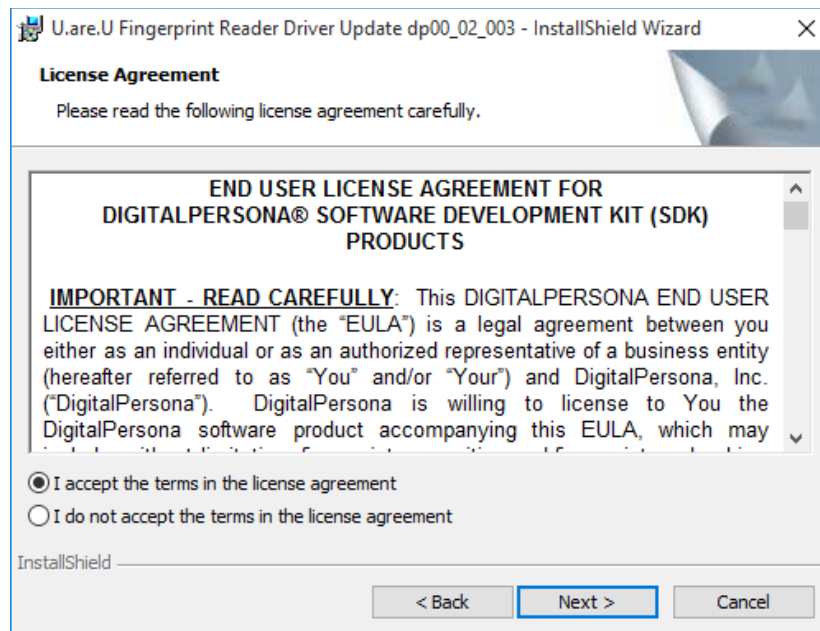 U.are.U Fingerprint Reader Driver Update dp00_02_003 - InstallShield Wizard
License Agreement
Please read the following license agreement carefully.
END USER LICENSE AGREEMENT FOR
DIGITALPERSONA® SOFTWARE DEVELOPMENT KIT (SDK)
PRODUCTS
IMPORTANT - READ CAREFULLY: This DIGITALPERSONA END USER
LICENSE AGREEMENT (the “EULA”) is a legal agreement between you
either as an individual or as an authorized representative of a business entity
(hereafter referred to as “You” and/or “Your”) and DigitalPersona, Inc.
(“DigitalPersona”). DigitalPersona is willing to license to You the
DigitalPersona software product accompanying this EULA, which may
I accept the terms in the license agreement
I do not accept the terms in the license agreement
InstallShield
< Back
Next >
Cancel